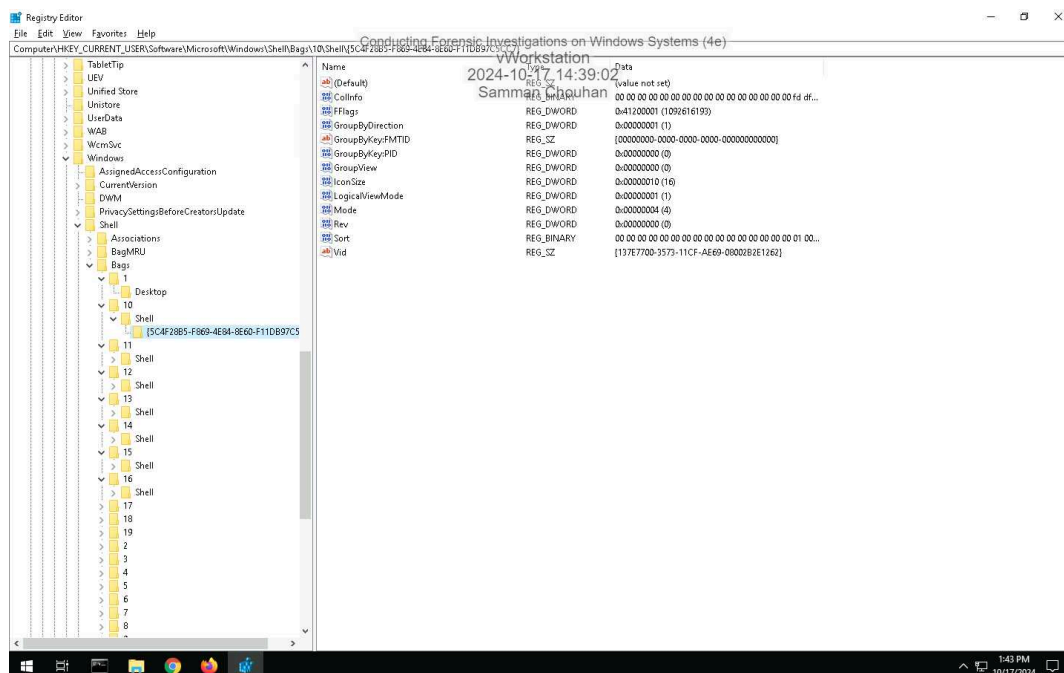 Registry Editor
File Edit View Favorites Help
Computer\HKEY_CURRENT_USER\Software\Microsoft\Windows\Shell\Bags\10\Shell\{5C4F28B5-F869-4E84-8E60-F11DB97C5CC7}
Conducting Forensic Investigations on Windows Systems (4e)
vWorkstation
2024-10-17 14:39:02
Samman Chouhan
TabletTip
UEV
Unified Store
Unistore
UserData
WAB
WcmSvc
Windows
AssignedAccessConfiguration
CurrentVersion
DWM
PrivacySettingsBeforeCreatorsUpdate
Shell
Associations
BagMRU
Bags
1
Desktop
10
Shell
{5C4F28B5-F869-4E84-8E60-F11DB97C5
11
Shell
12
Shell
13
Shell
14
Shell
15
Shell
16
Shell
17
18
19
2
3
4
5
6
7
8
Name Type Data
(Default) REG_SZ (value not set)
ColInfo REG_BINARY 00 00 00 00 00 00 00 00 00 00 00 00 00 00 00 00 fd df...
FFlags REG_DWORD 0x41200001 (1092616193)
GroupByDirection REG_DWORD 0x00000001 (1)
GroupByKey:FMTID REG_SZ {00000000-0000-0000-0000-000000000000}
GroupByKey:PID REG_DWORD 0x00000000 (0)
GroupView REG_DWORD 0x00000000 (0)
IconSize REG_DWORD 0x00000010 (16)
LogicalViewMode REG_DWORD 0x00000001 (1)
Mode REG_DWORD 0x00000004 (4)
Rev REG_DWORD 0x00000000 (0)
Sort REG_BINARY 00 00 00 00 00 00 00 00 00 00 00 00 00 00 00 00 01 00...
Vid REG_SZ {137E7700-3573-11CF-AE69-08002B2E1262}
1:43 PM
10/17/2024